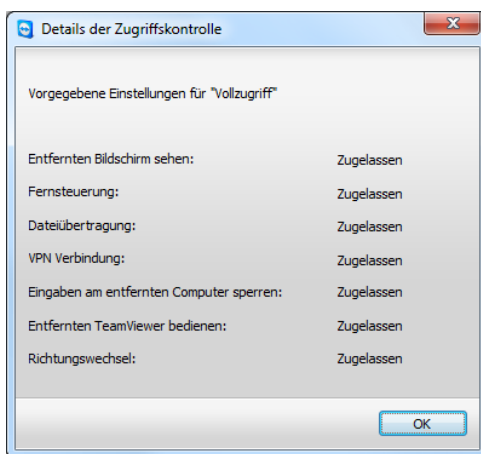 Details der Zugriffskontrolle
Vorgegebene Einstellungen für "Vollzugriff"
Entfernten Bildschirm sehen: Zugelassen
Fernsteuerung: Zugelassen
Dateiübertragung: Zugelassen
VPN Verbindung: Zugelassen
Eingaben am entfernten Computer sperren: Zugelassen
Entfernten TeamViewer bedienen: Zugelassen
Richtungswechsel: Zugelassen
OK